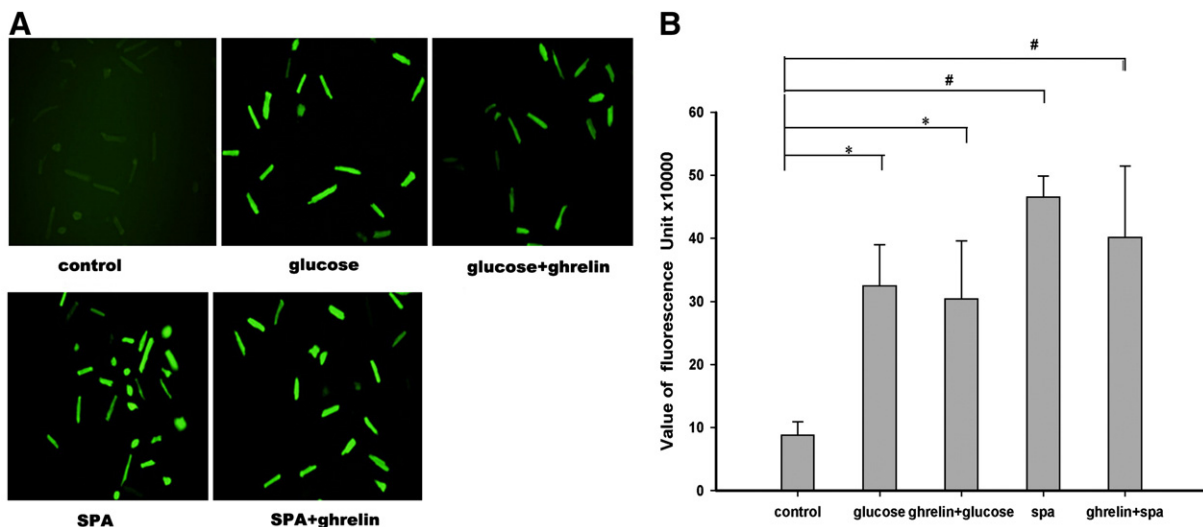 A
control
glucose
glucose+ghrelin
SPA
SPA+ghrelin
B
#
#
*
*
60
50
40
30
20
10
0
Value of fluorescence Unit x10000
control glucose ghrelin+glucose spa ghrelin+spa